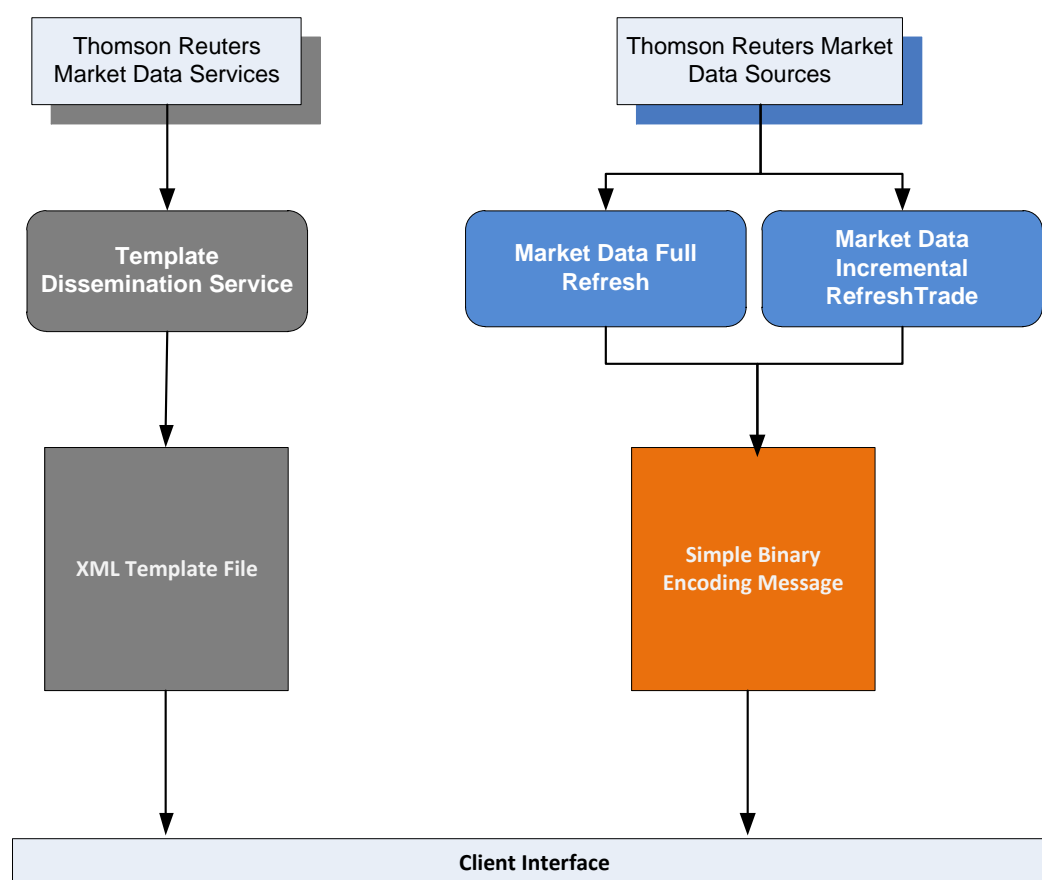 Thomson Reuters
Market Data Services
Thomson Reuters Market
Data Sources
Template
Dissemination Service
Market Data Full
Refresh
Market Data
Incremental
RefreshTrade
XML Template File
Simple Binary
Encoding Message
Client Interface